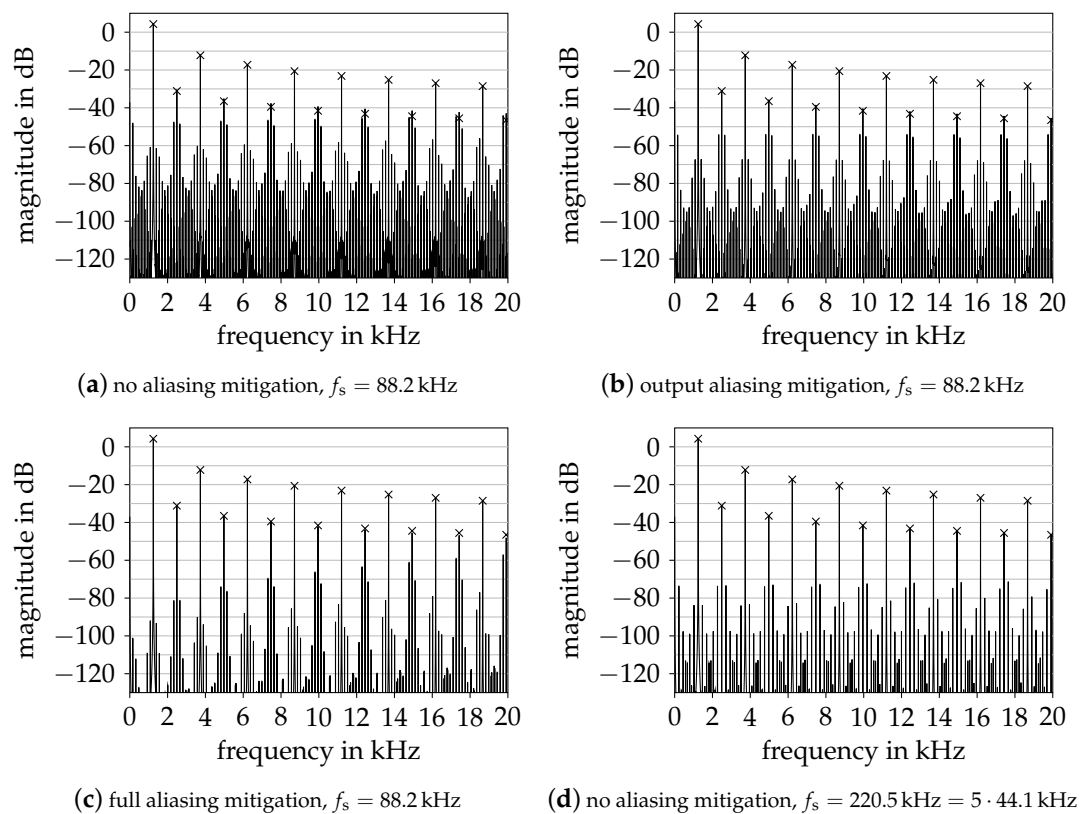 0
−20
−40
−60
−80
−100
−120
magnitude in dB
0 2 4 6 8 10 12 14 16 18 20
frequency in kHz
(a) no aliasing mitigation, fs = 88.2 kHz
0
−20
−40
−60
−80
−100
−120
magnitude in dB
0 2 4 6 8 10 12 14 16 18 20
frequency in kHz
(b) output aliasing mitigation, fs = 88.2 kHz
0
−20
−40
−60
−80
−100
−120
magnitude in dB
0 2 4 6 8 10 12 14 16 18 20
frequency in kHz
(c) full aliasing mitigation, fs = 88.2 kHz
0
−20
−40
−60
−80
−100
−120
magnitude in dB
0 2 4 6 8 10 12 14 16 18 20
frequency in kHz
(d) no aliasing mitigation, fs = 220.5 kHz = 5 · 44.1 kHz